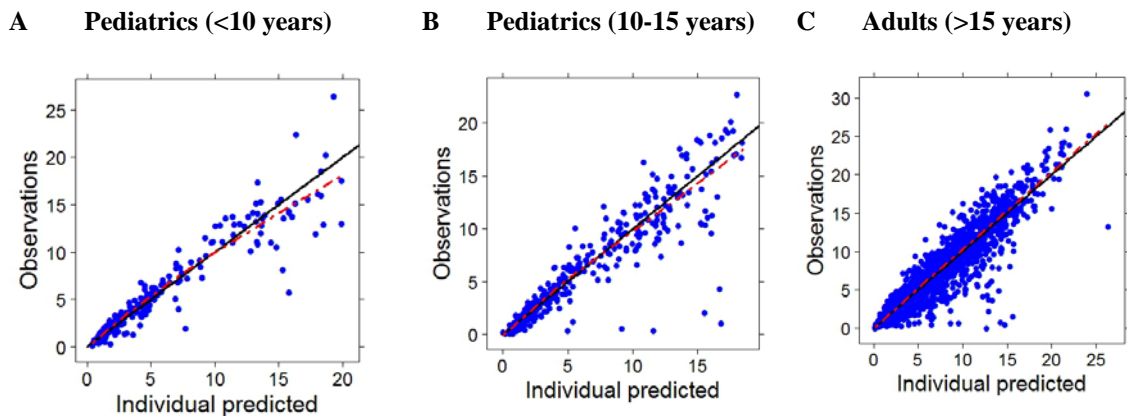 A Pediatrics (<10 years)
25
20
15
10
5
0
Observations
0 5 10 15 20
Individual predicted
B Pediatrics (10-15 years)
20
15
10
5
0
Observations
0 5 10 15
Individual predicted
C Adults (>15 years)
30
25
20
15
10
5
0
Observations
0 5 10 15 20 25
Individual predicted